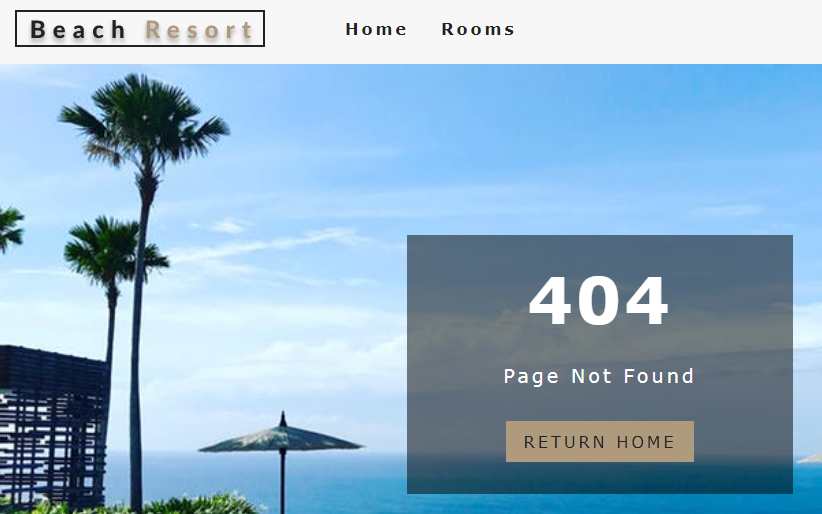 Beach Resort
Home
Rooms
404
Page Not Found
RETURN HOME